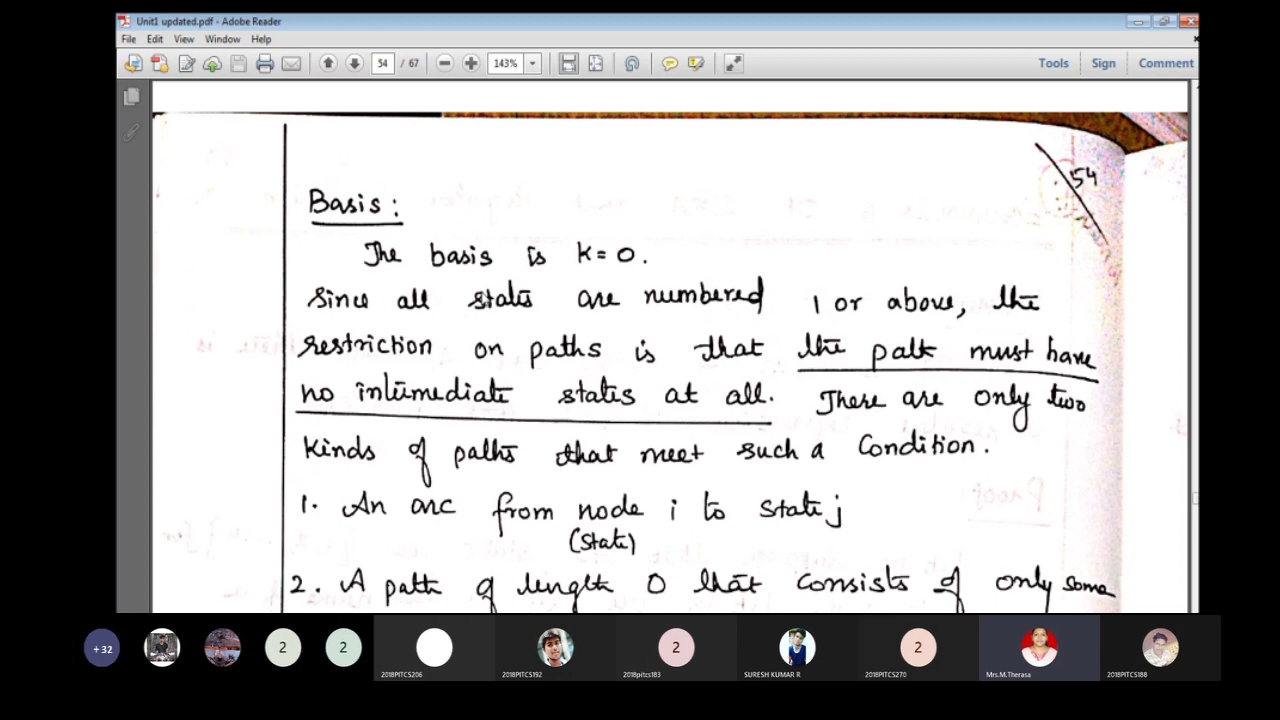 Unit1 updated.pdf - Adobe Reader
File Edit View Window Help
54 / 67 143% Tools Sign Comment
54
Basis:
The basis is k=0.
Since all states are numbered 1 or above, the
restriction on paths is that the path must have
no intermediate states at all. There are only two
kinds of paths that meet such a Condition.
1. An arc from node i to state j
(state)
2. A path of length 0 that consists of only some
+32 2 2 2 2
2018PITCS206 2018PITCS192 2018pitcs183 SURESH KUMAR R 2018PITCS270 Mrs.M.Therasa 2018PITCS188